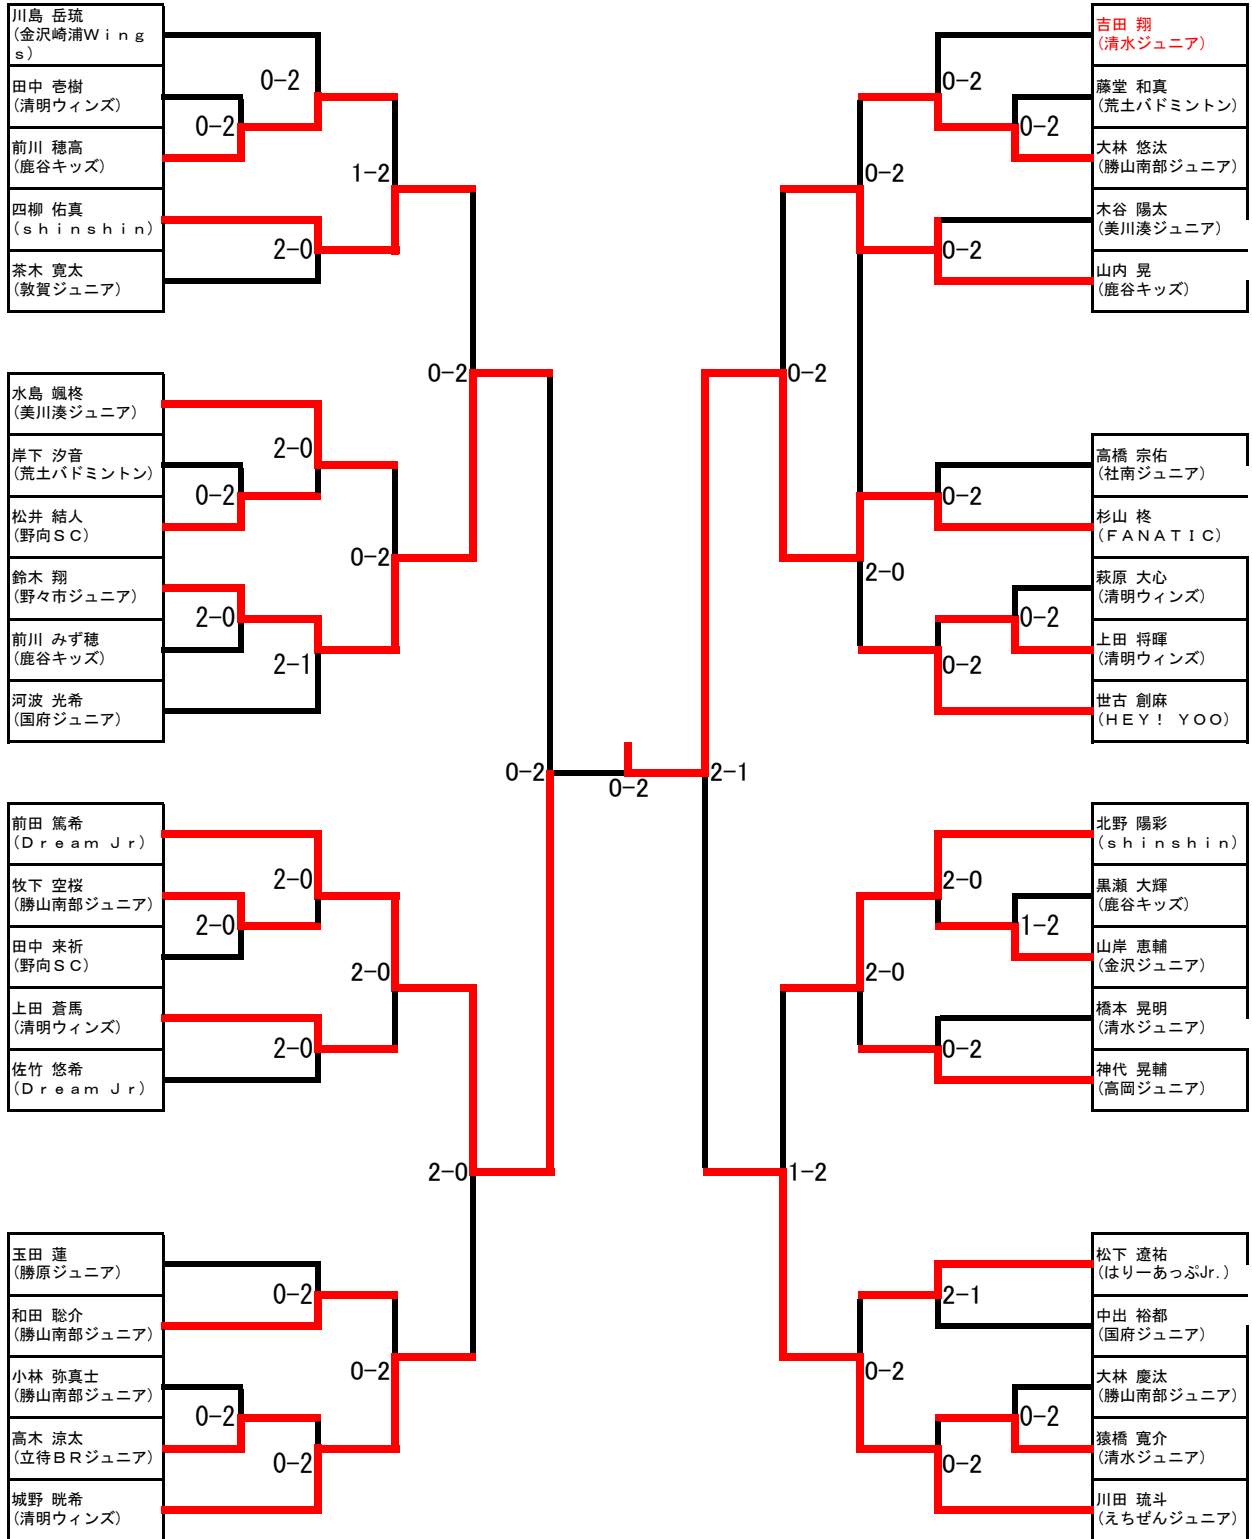 川島 岳琉
(金沢崎浦Ｗｉｎｇ
ｓ)
田中 壱樹
(清明ウィンズ)
前川 穂高
(鹿谷キッズ)
四柳 佑真
(ｓｈｉｎｓｈｉｎ)
茶木 寛太
(敦賀ジュニア)
0-2
0-2
1-2
2-0
水島 颯柊
(美川湊ジュニア)
岸下 汐音
(荒土バドミントン)
松井 結人
(野向ＳＣ)
鈴木 翔
(野々市ジュニア)
前川 みず穂
(鹿谷キッズ)
河波 光希
(国府ジュニア)
0-2
2-0
0-2
0-2
2-0
2-1
0-2
前田 篤希
(Ｄｒｅａｍ Ｊｒ)
牧下 空桜
(勝山南部ジュニア)
田中 来祈
(野向ＳＣ)
上田 蒼馬
(清明ウィンズ)
佐竹 悠希
(Ｄｒｅａｍ Ｊｒ)
2-0
2-0
2-0
2-0
2-0
玉田 蓮
(勝原ジュニア)
和田 聡介
(勝山南部ジュニア)
小林 弥真士
(勝山南部ジュニア)
高木 涼太
(立待ＢＲジュニア)
城野 晄希
(清明ウィンズ)
0-2
0-2
0-2
0-2
0-2
吉田 翔
(清水ジュニア)
藤堂 和真
(荒土バドミントン)
大林 悠汰
(勝山南部ジュニア)
木谷 陽太
(美川湊ジュニア)
山内 晃
(鹿谷キッズ)
0-2
0-2
0-2
0-2
0-2
高橋 宗佑
(社南ジュニア)
杉山 柊
(ＦＡＮＡＴＩＣ)
萩原 大心
(清明ウィンズ)
上田 将暉
(清明ウィンズ)
世古 創麻
(ＨＥＹ！ ＹＯＯ)
0-2
2-0
0-2
0-2
2-1
北野 陽彩
(ｓｈｉｎｓｈｉｎ)
黒瀬 大輝
(鹿谷キッズ)
山岸 恵輔
(金沢ジュニア)
橋本 晃明
(清水ジュニア)
神代 晃輔
(高岡ジュニア)
2-0
1-2
2-0
0-2
1-2
松下 遼祐
(はりーあっぷJr.)
中出 裕都
(国府ジュニア)
大林 慶汰
(勝山南部ジュニア)
猿橋 寛介
(清水ジュニア)
川田 琉斗
(えちぜんジュニア)
2-1
0-2
0-2
0-2